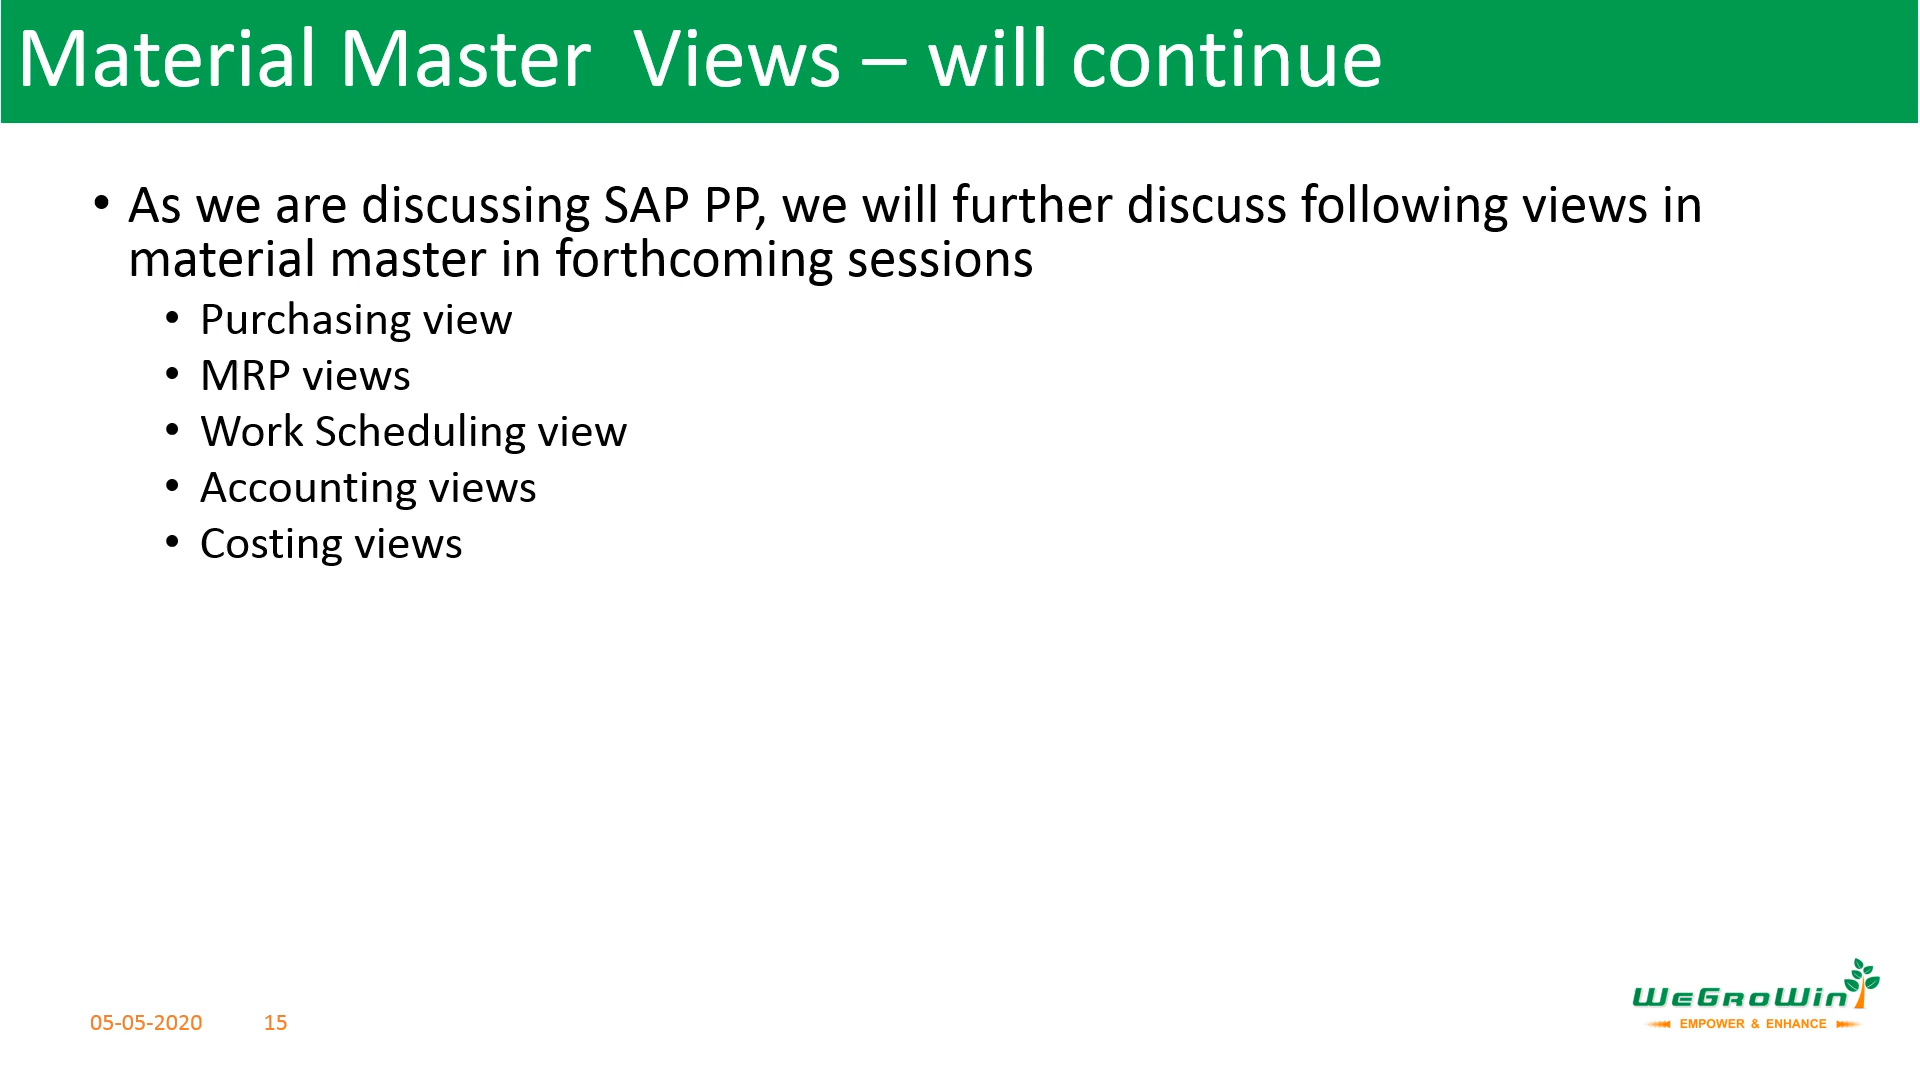 Material Master  Views – will continue
• As we are discussing SAP PP, we will further discuss following views in
material master in forthcoming sessions
• Purchasing view
• MRP views
• Work Scheduling view
• Accounting views
• Costing views
05-05-2020
15
WeGroWin
EMPOWER & ENHANCE